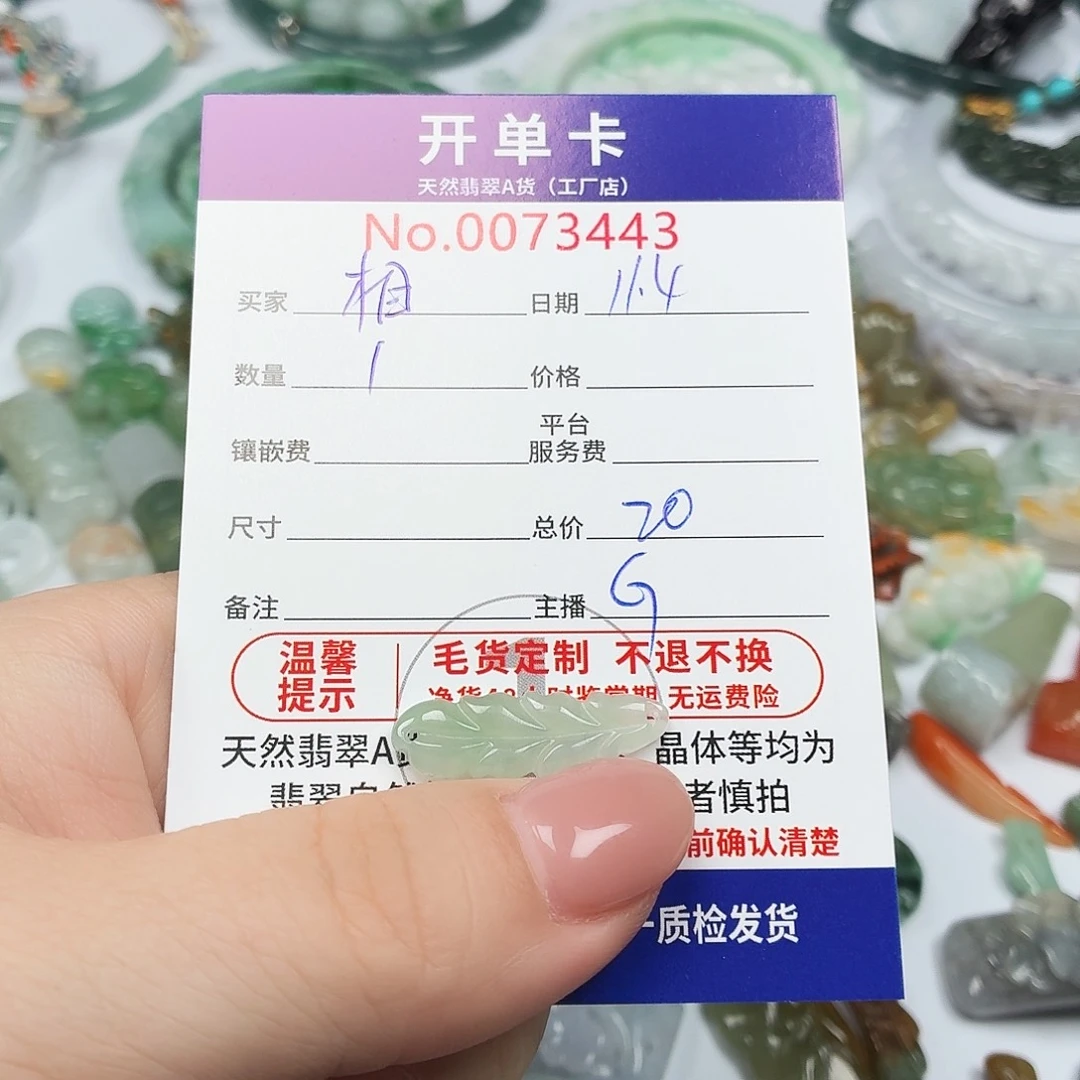 开单卡
天然翡翠A货（工厂店）
No.0073443
买家 相 日期 11.4
数量 1 价格
镶嵌费 平台服务费
尺寸 总价 20
备注 主播 G
温馨提示 毛货定制 不退不换
无运费险
天然翡翠A 晶体等均为
翡翠自 者慎拍
前确认清楚
质检发货